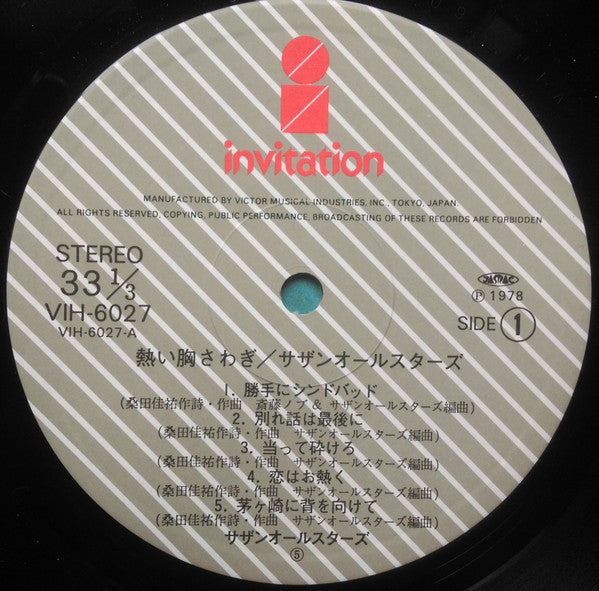 invitation
MANUFACTURED BY VICTOR MUSICAL INDUSTRIES, INC., TOKYO, JAPAN
ALL RIGHTS RESERVED, COPYING, PUBLIC PERFORMANCE, BROADCASTING OF THESE RECORDS ARE FORBIDDEN
STEREO
33 1/3
VIH-6027
VIH-6027-A
JASRAC
Ⓟ 1978
SIDE 1
熱い胸さわぎ/サザンオールスターズ
1. 勝手にシンドバッド
(桑田佳祐作詩・作曲 斎藤ノブ & サザンオールスターズ編曲)
2. 別れ話は最後に
(桑田佳祐作詩・作曲 サザンオールスターズ編曲)
3. 当って砕けろ
(桑田佳祐作詩・作曲 サザンオールスターズ編曲)
4. 恋はお熱く
(桑田佳祐作詩・作曲 サザンオールスターズ編曲)
5. 茅ヶ崎に背を向けて
(桑田佳祐作詩・作曲 サザンオールスターズ編曲)
サザンオールスターズ
⑤